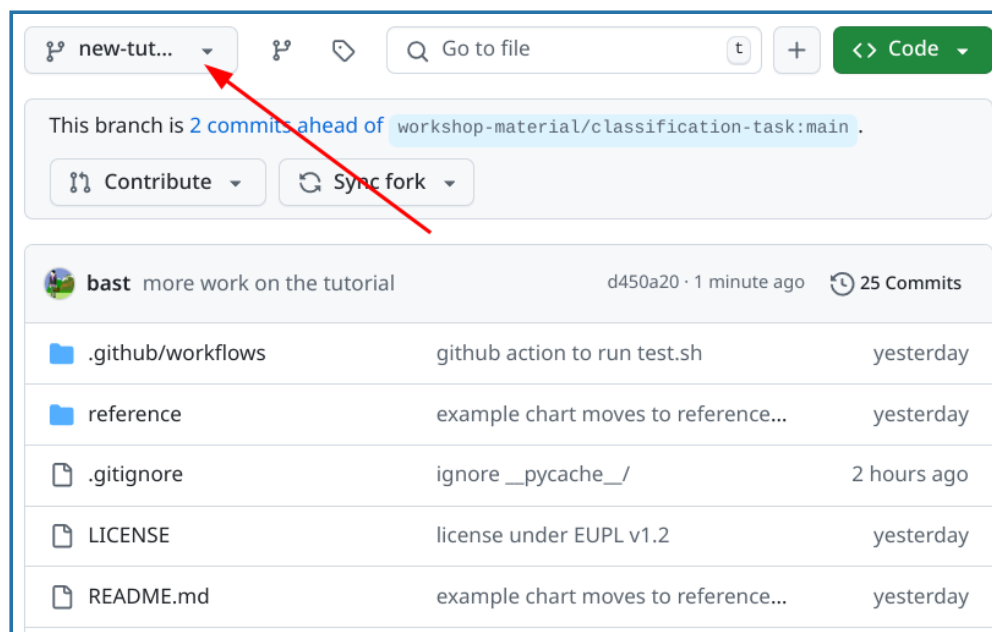 new-tut...
Go to file
t
Code
This branch is 2 commits ahead of workshop-material/classification-task:main .
Contribute
Sync fork
bast more work on the tutorial d450a20 · 1 minute ago 25 Commits
.github/workflows github action to run test.sh yesterday
reference example chart moves to reference... yesterday
.gitignore ignore __pycache__/ 2 hours ago
LICENSE license under EUPL v1.2 yesterday
README.md example chart moves to reference... yesterday